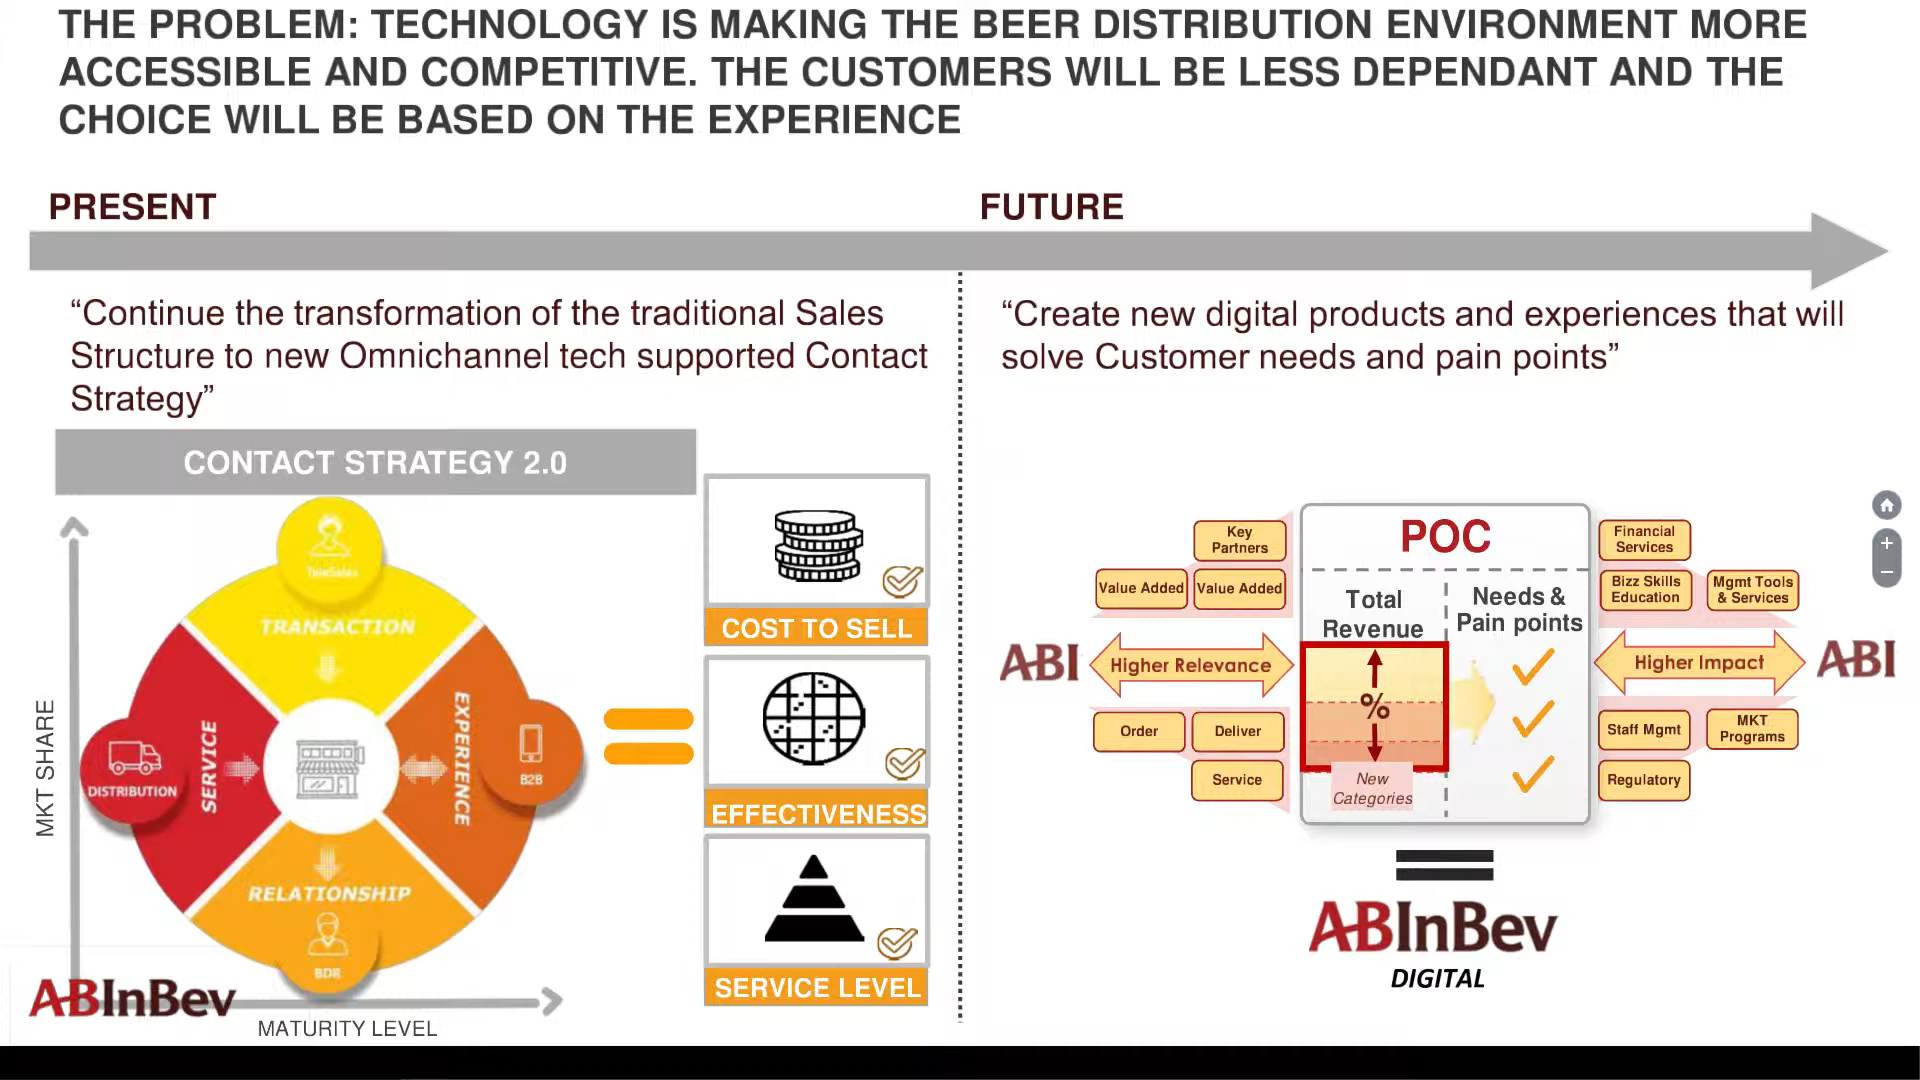 THE PROBLEM: TECHNOLOGY IS MAKING THE BEER DISTRIBUTION ENVIRONMENT MORE
ACCESSIBLE AND COMPETITIVE. THE CUSTOMERS WILL BE LESS DEPENDANT AND THE
CHOICE WILL BE BASED ON THE EXPERIENCE
PRESENT
FUTURE
“Continue the transformation of the traditional Sales
Structure to new Omnichannel tech supported Contact
Strategy”
CONTACT STRATEGY 2.0
MKT SHARE
TeleSales
TRANSACTION
SERVICE
DISTRIBUTION
EXPERIENCE
B2B
RELATIONSHIP
BDR
MATURITY LEVEL
ABInBev
COST TO SELL
EFFECTIVENESS
SERVICE LEVEL
“Create new digital products and experiences that will
solve Customer needs and pain points”
Key
Partners
Value Added
Value Added
ABI
Higher Relevance
Order
Deliver
Service
POC
Total
Revenue
Needs &
Pain points
%
New
Categories
Financial
Services
Bizz Skills
Education
Mgmt Tools
& Services
Higher Impact
ABI
Staff Mgmt
MKT
Programs
Regulatory
ABInBev
DIGITAL